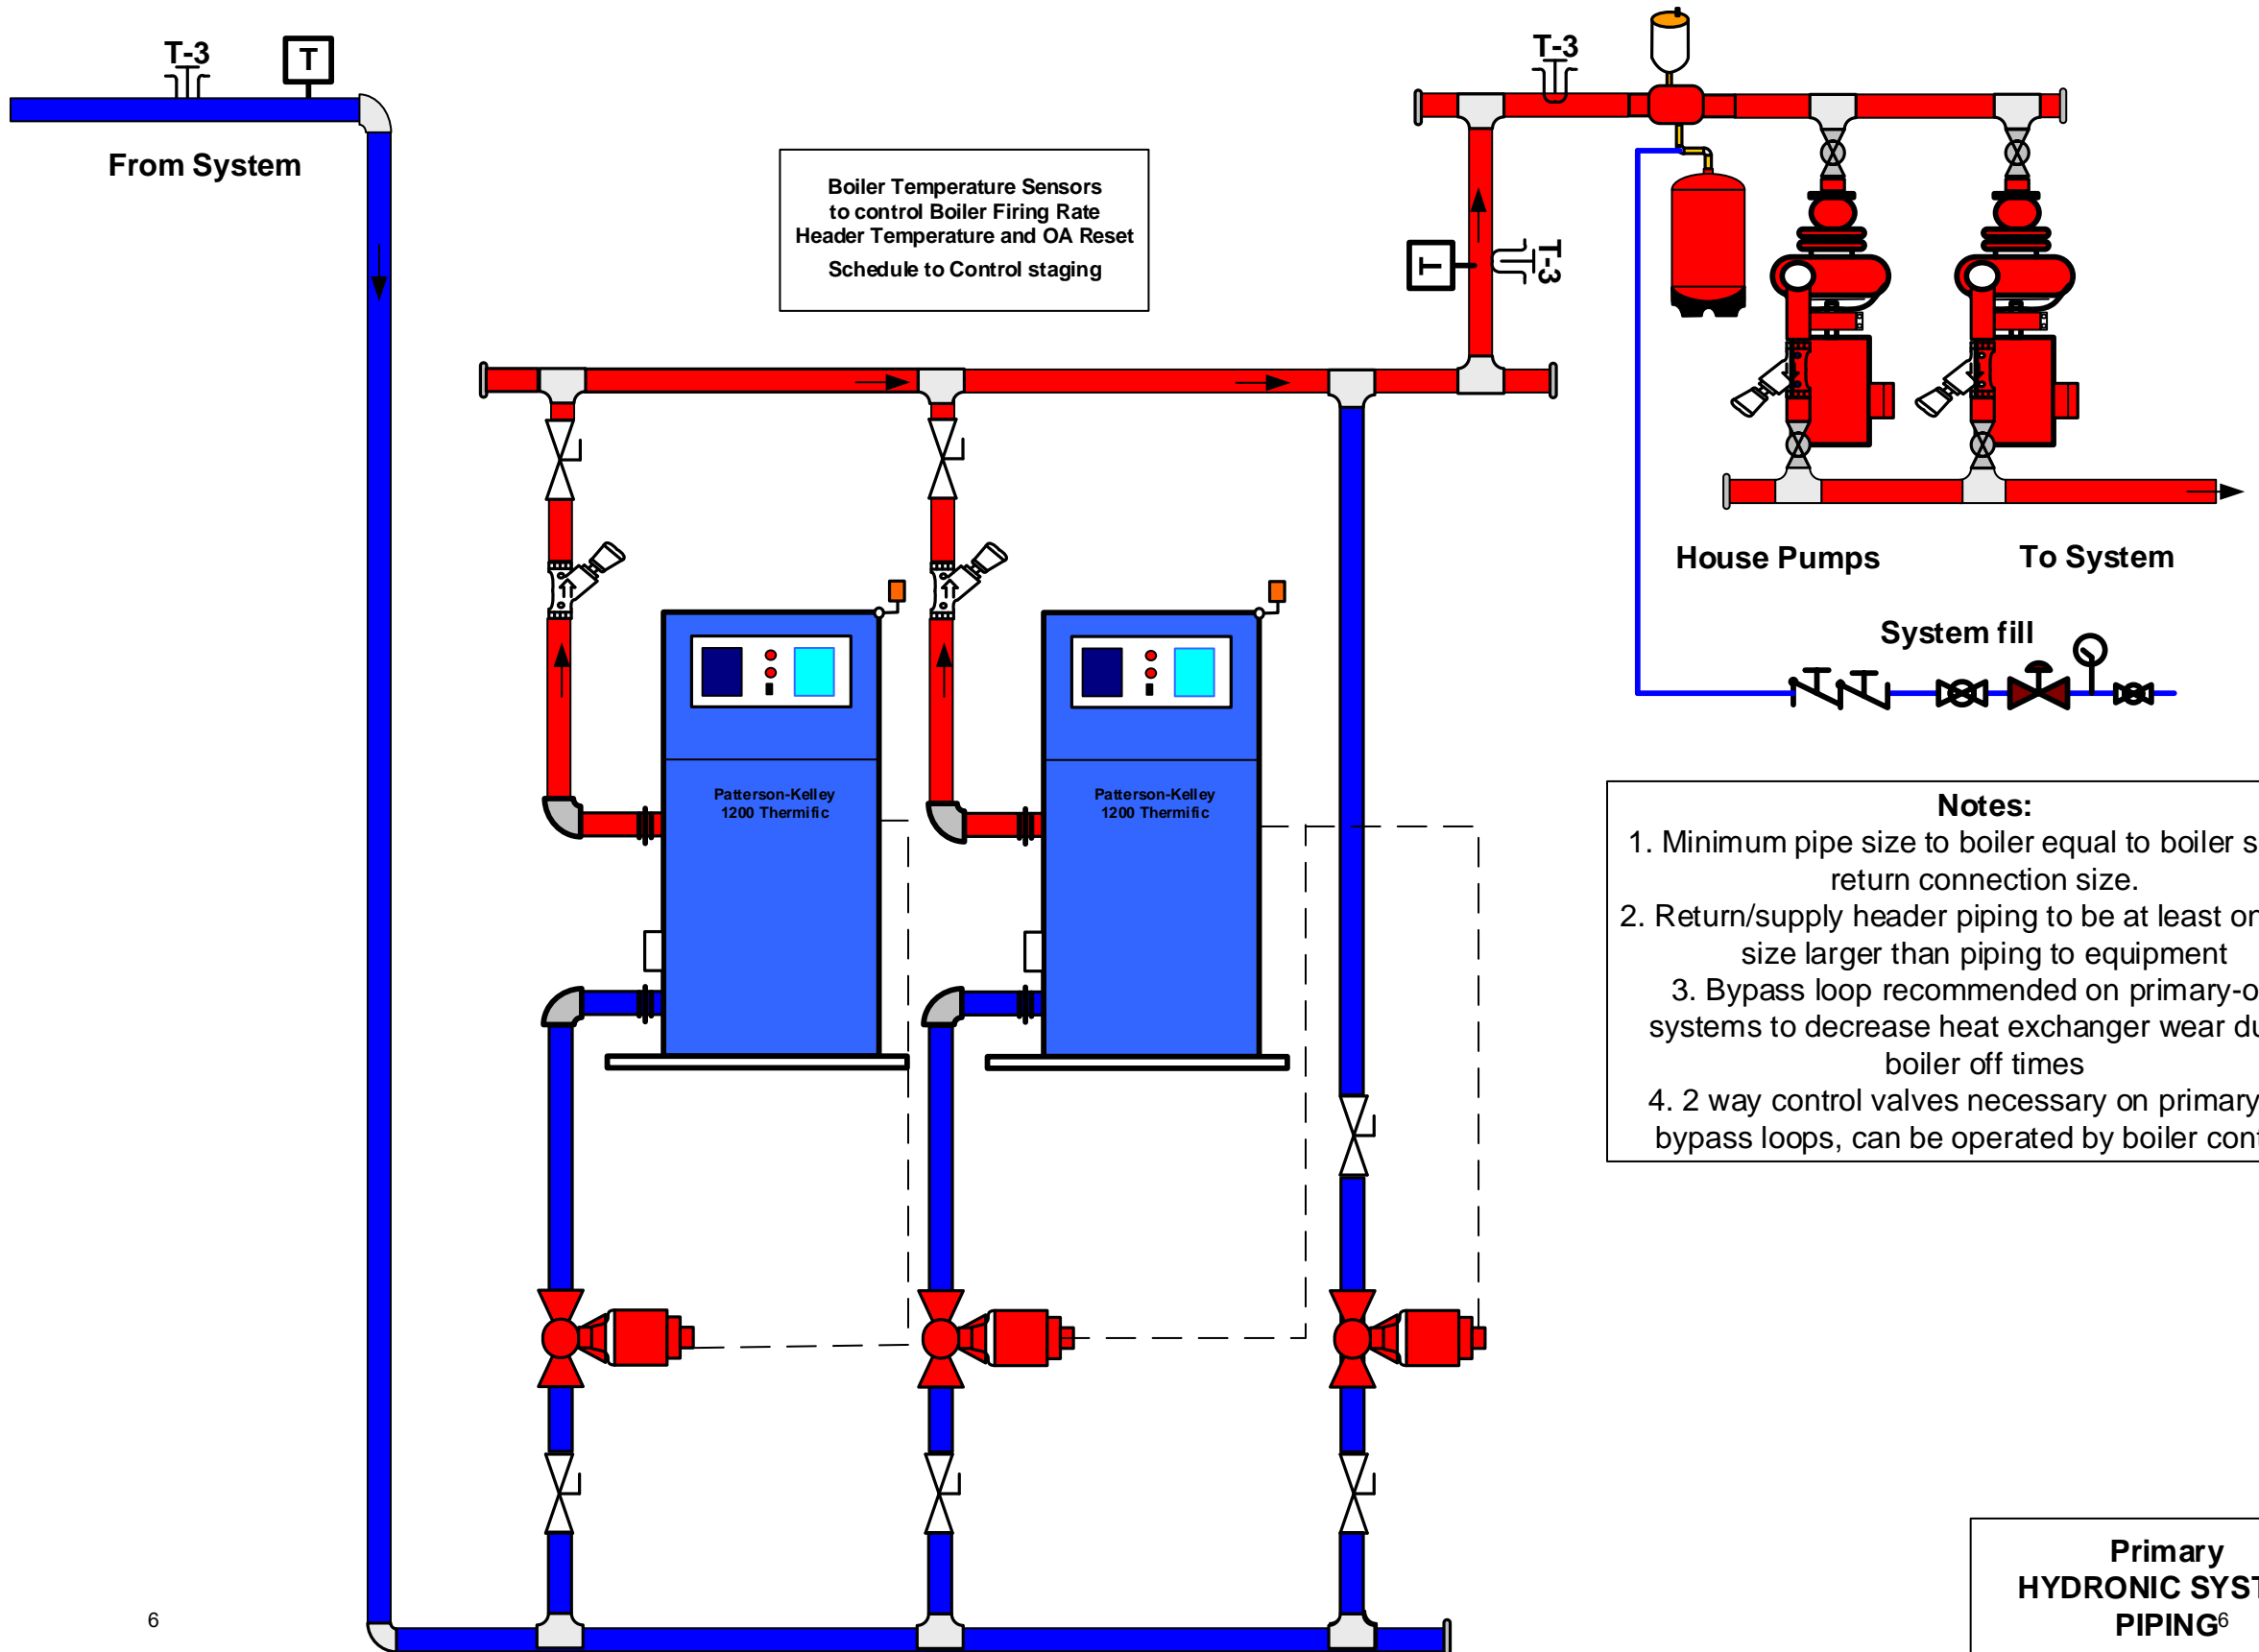 T-3
T
From System
Boiler Temperature Sensors
to control Boiler Firing Rate
Header Temperature and OA Reset
Schedule to Control staging
T-3
T
T-3
House Pumps
To System
System fill
Patterson-Kelley
1200 Thermific
Patterson-Kelley
1200 Thermific
Notes:
1. Minimum pipe size to boiler equal to boiler s
return connection size.
2. Return/supply header piping to be at least on
size larger than piping to equipment
3. Bypass loop recommended on primary-o
systems to decrease heat exchanger wear du
boiler off times
4. 2 way control valves necessary on primary
bypass loops, can be operated by boiler cont
Primary
HYDRONIC SYST
PIPING6
6